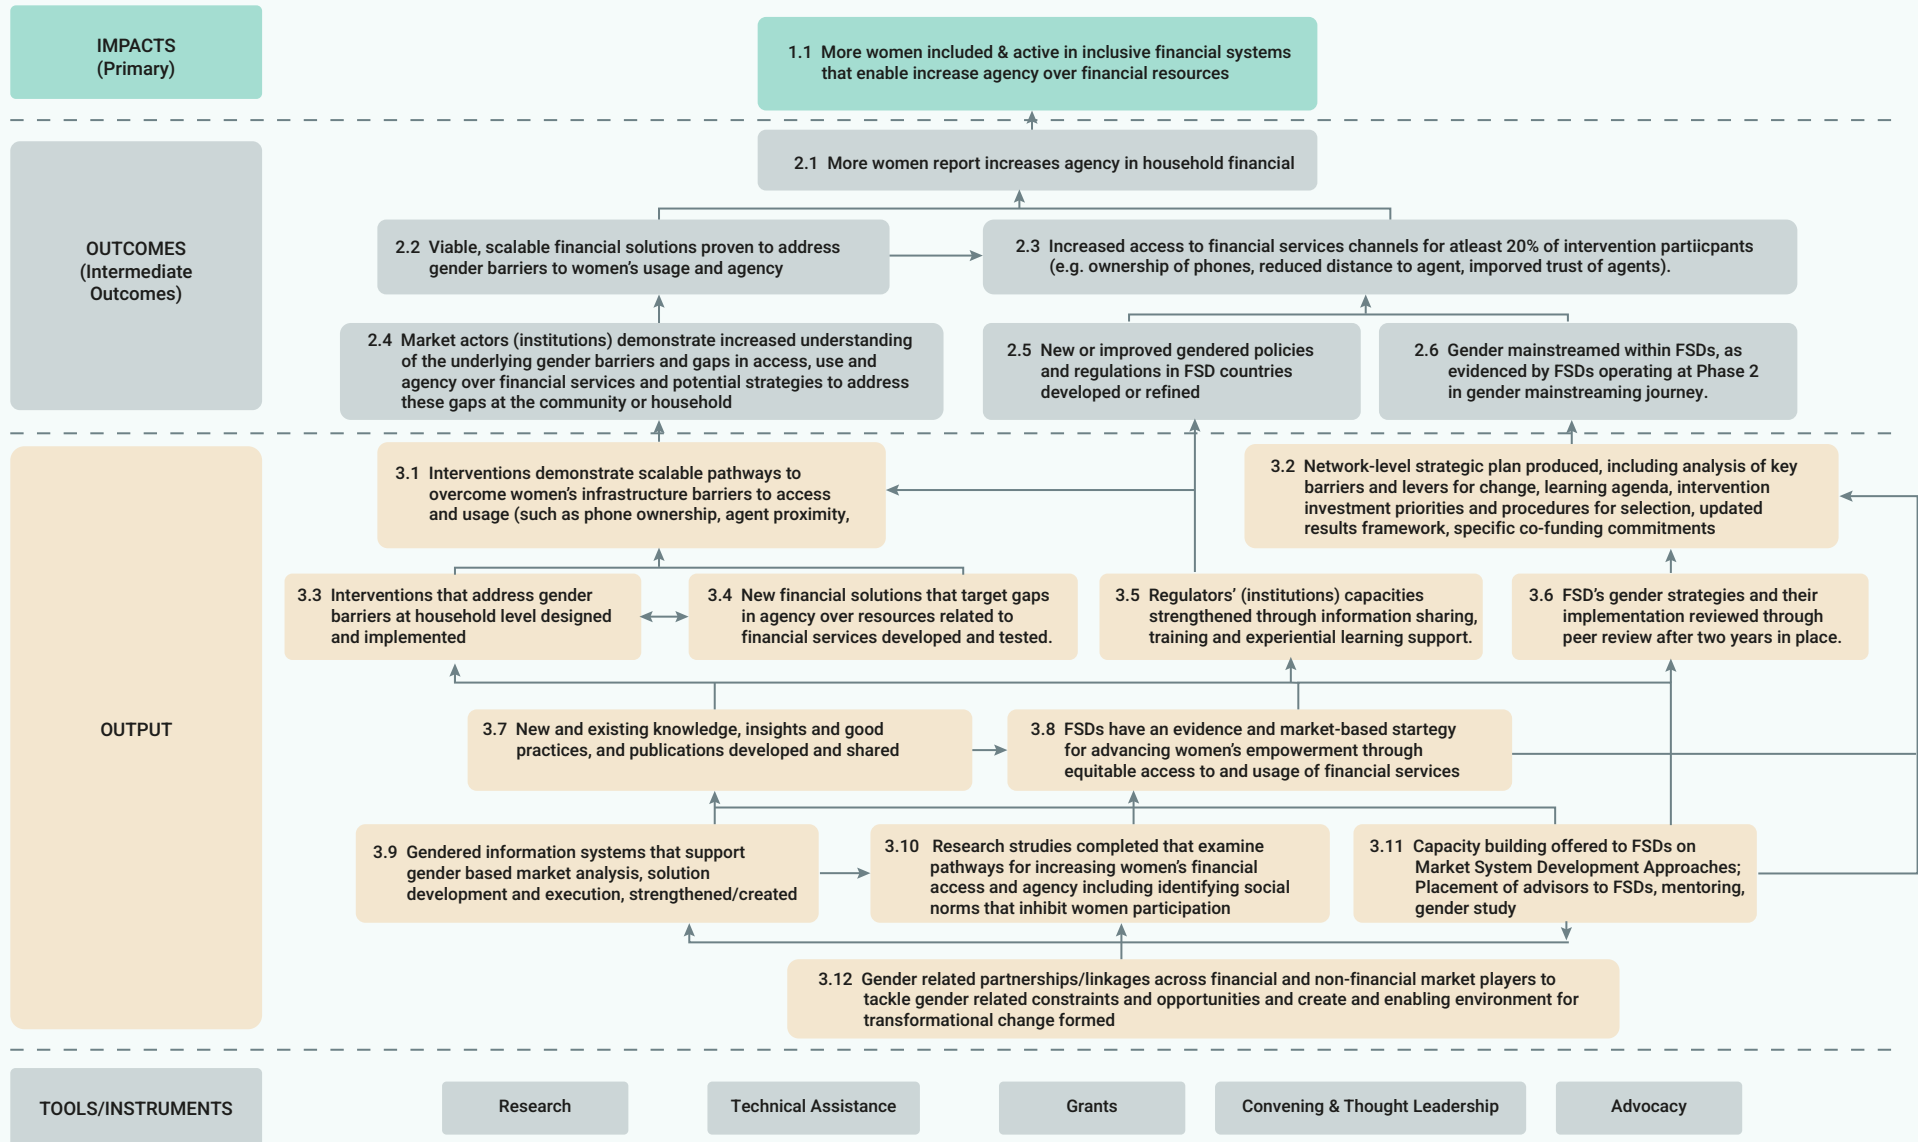 IMPACTS
(Primary)
1.1 More women included & active in inclusive financial systems
that enable increase agency over financial resources
OUTCOMES
(Intermediate
Outcomes)
2.1 More women report increases agency in household financial
2.2 Viable, scalable financial solutions proven to address
gender barriers to women’s usage and agency
2.3 Increased access to financial services channels for atleast 20% of intervention partiicpants
(e.g. ownership of phones, reduced distance to agent, imporved trust of agents).
2.4 Market actors (institutions) demonstrate increased understanding
of the underlying gender barriers and gaps in access, use and
agency over financial services and potential strategies to address
these gaps at the community or household
2.5 New or improved gendered policies
and regulations in FSD countries
developed or refined
2.6 Gender mainstreamed within FSDs, as
evidenced by FSDs operating at Phase 2
in gender mainstreaming journey.
OUTPUT
3.1 Interventions demonstrate scalable pathways to
overcome women’s infrastructure barriers to access
and usage (such as phone ownership, agent proximity,
3.2 Network-level strategic plan produced, including analysis of key
barriers and levers for change, learning agenda, intervention
investment priorities and procedures for selection, updated
results framework, specific co-funding commitments
3.3 Interventions that address gender
barriers at household level designed
and implemented
3.4 New financial solutions that target gaps
in agency over resources related to
financial services developed and tested.
3.5 Regulators’ (institutions) capacities
strengthened through information sharing,
training and experiential learning support.
3.6 FSD’s gender strategies and their
implementation reviewed through
peer review after two years in place.
3.7 New and existing knowledge, insights and good
practices, and publications developed and shared
3.8 FSDs have an evidence and market-based startegy
for advancing women’s empowerment through
equitable access to and usage of financial services
3.9 Gendered information systems that support
gender based market analysis, solution
development and execution, strengthened/created
3.10 Research strudies completed that examine
pathways for increasing women’s financial
access and agency including identifying social
norms that inhibit women participation
3.11 Capacity building offered to FSDs on
Market System Development Approaches;
Placement of advisors to FSDs, mentoring,
gender study
3.12 Gender related partnerships/linkages across financial and non-financial market players to
tackle gender related constraints and opportunities and create and enabling environment for
transformational change formed
TOOLS/INSTRUMENTS
Research
Technical Assistance
Grants
Convening & Thought Leadership
Advocacy